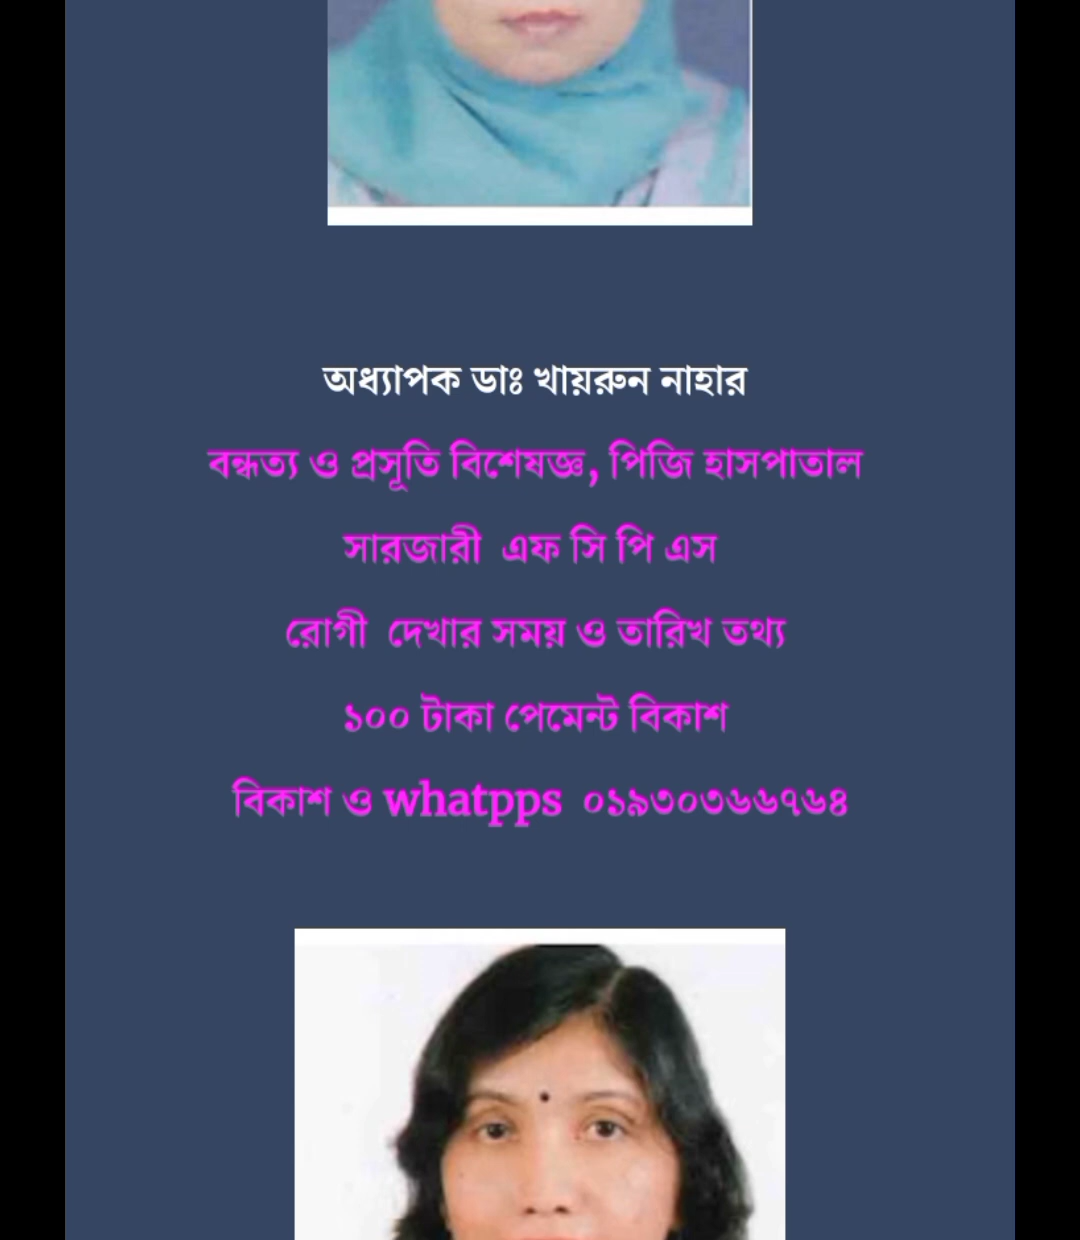 অধ্যাপক ডাঃ খায়রুন নাহার
বন্ধত্য ও প্রসূতি বিশেষজ্ঞ, পিজি হাসপাতাল
সারজারী এফ সি পি এস
রোগী দেখার সময় ও তারিখ তথ্য
১০০ টাকা পেমেন্ট বিকাশ
বিকাশ ও whatpps ০১৯৩০৩৬৬৭৬৪